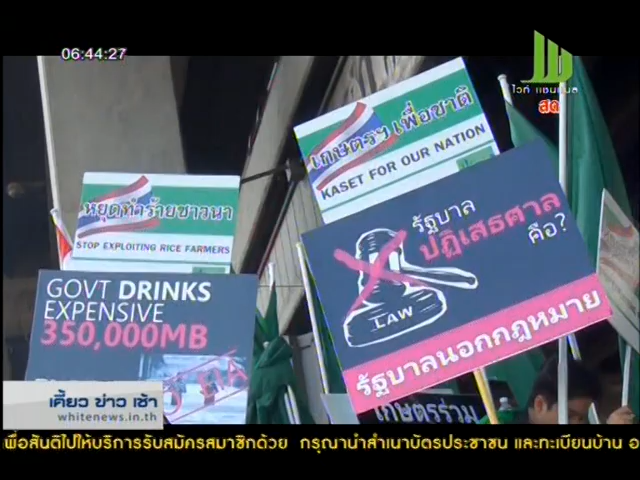 06:44:27
ไวท์ แชนแนล
สด
เกษตรฯ เพื่อชาติ
KASET FOR OUR NATION
หยุดทำร้ายชาวนา
STOP EXPLOITING RICE FARMERS
รัฐบาล
ปฏิเสธศาล
คือ?
LAW
รัฐบาลนอกกฎหมาย
GOVT DRINKS
EXPENSIVE
350,000MB
เกษตรร่วม
เคี้ยว ข่าว เช้า
whitenews.in.th
พื่อสันติไปให้บริการรับสมัครสมาชิกด้วย กรุณานำสำเนาบัตรประชาชน และทะเบียนบ้าน